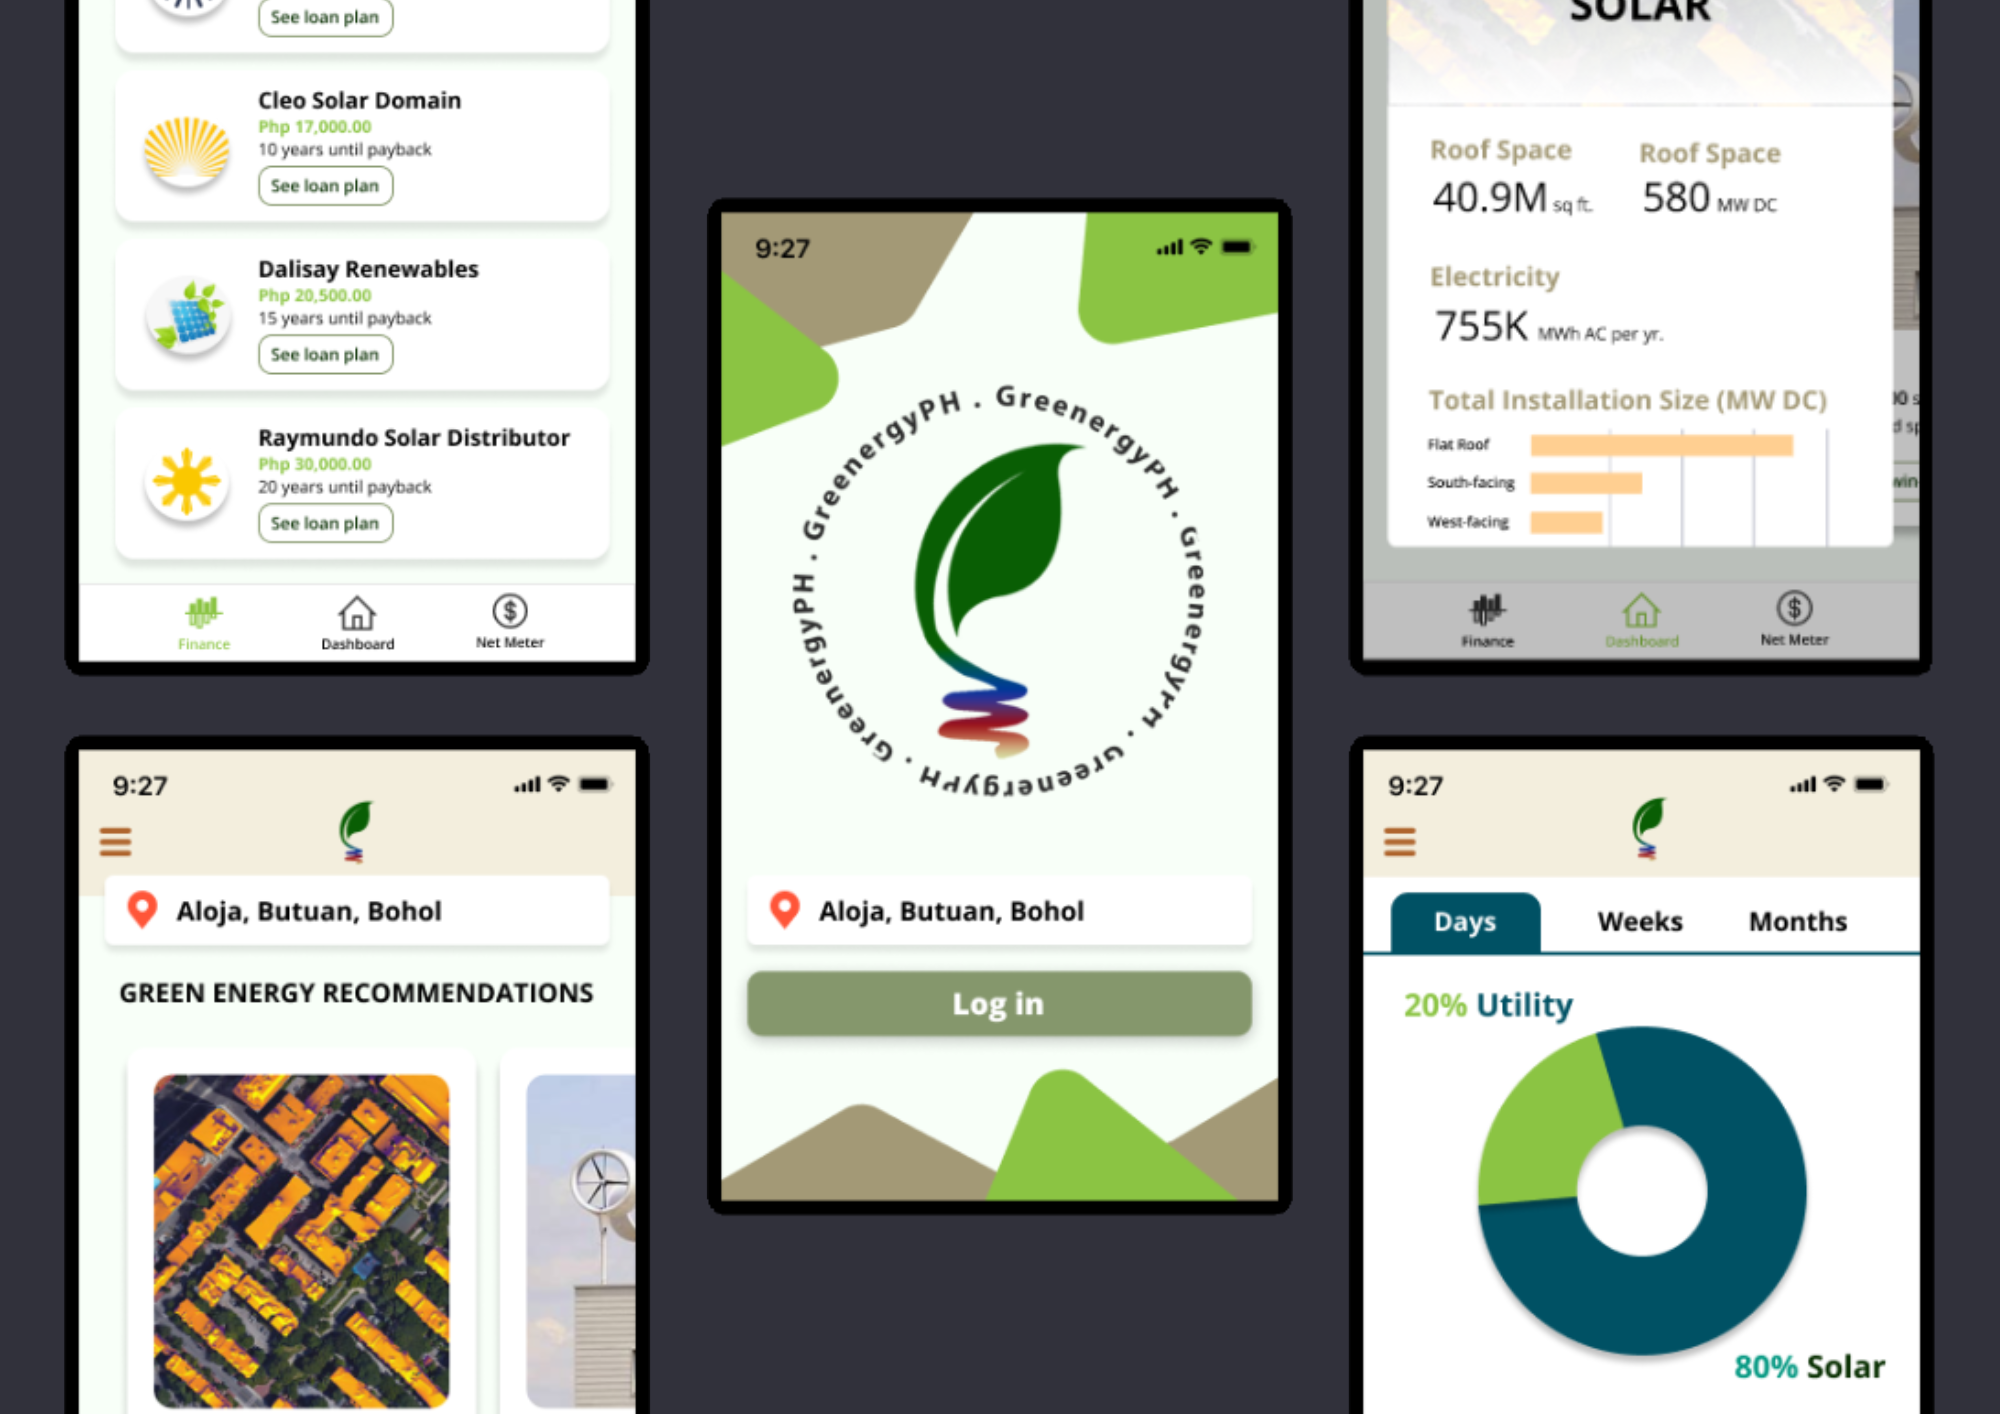 See loan plan
Cleo Solar Domain
Php 17,000.00
10 years until payback
See loan plan
Dalisay Renewables
Php 20,500.00
15 years until payback
See loan plan
Raymundo Solar Distributor
Php 30,000.00
20 years until payback
See loan plan
Finance
Dashboard
Net Meter
9:27
Aloja, Butuan, Bohol
GREEN ENERGY RECOMMENDATIONS
9:27
GreenergyPH . GreenergyPH . GreenergyPH . GreenergyPH . GreenergyPH . GreenergyPH .
Aloja, Butuan, Bohol
Log in
SOLAR
Roof Space
40.9M sq ft.
Roof Space
580 MW DC
Electricity
755K MWh AC per yr.
Total Installation Size (MW DC)
Flat Roof
South-facing
West-facing
Finance
Dashboard
Net Meter
9:27
Days
Weeks
Months
20% Utility
80% Solar